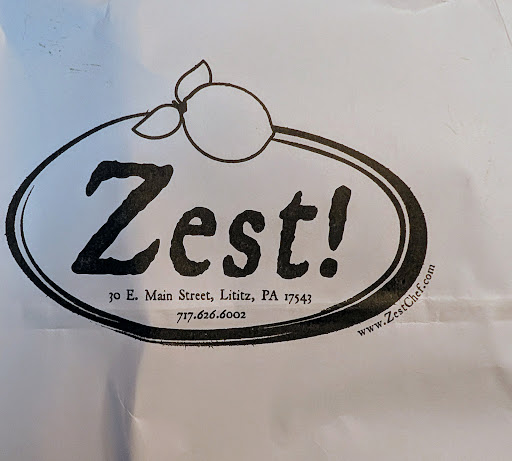 Zest!
30 E. Main Street, Lititz, PA 17543
717.626.6002
www.ZestChef.com